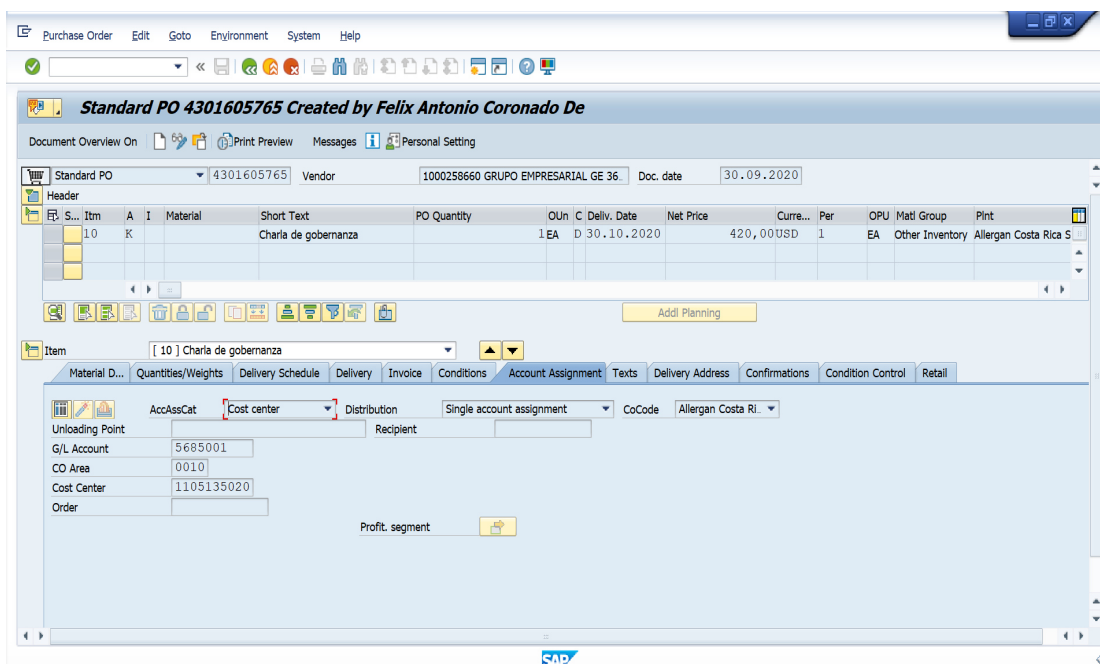 Purchase Order Edit Goto Environment System Help
Standard PO 4301605765 Created by Felix Antonio Coronado De
Document Overview On Print Preview Messages Personal Setting
Standard PO 4301605765 Vendor 1000258660 GRUPO EMPRESARIAL GE 36.. Doc. date 30.09.2020
Header
S... Itm A I Material Short Text PO Quantity OUn C Deliv. Date Net Price Curre... Per OPU Matl Group Plnt
10 K Charla de gobernanza 1 EA D 30.10.2020 420,00 USD 1 EA Other Inventory Allergan Costa Rica S
Addl Planning
Item [ 10 ] Charla de gobernanza
Material D... Quantities/Weights Delivery Schedule Delivery Invoice Conditions Account Assignment Texts Delivery Address Confirmations Condition Control Retail
AccAssCat Cost center Distribution Single account assignment CoCode Allergan Costa Ri..
Unloading Point Recipient
G/L Account 5685001
CO Area 0010
Cost Center 1105135020
Order
Profit. segment
SAP